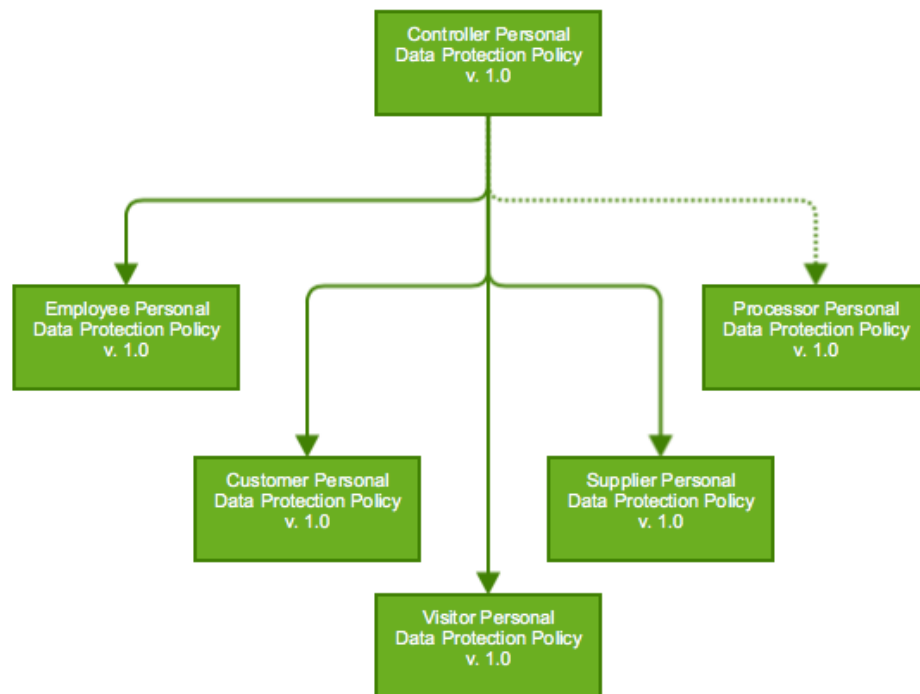 Controller Personal
Data Protection Policy
v. 1.0
Employee Personal
Data Protection Policy
v. 1.0
Processor Personal
Data Protection Policy
v. 1.0
Customer Personal
Data Protection Policy
v. 1.0
Supplier Personal
Data Protection Policy
v. 1.0
Visitor Personal
Data Protection Policy
v. 1.0